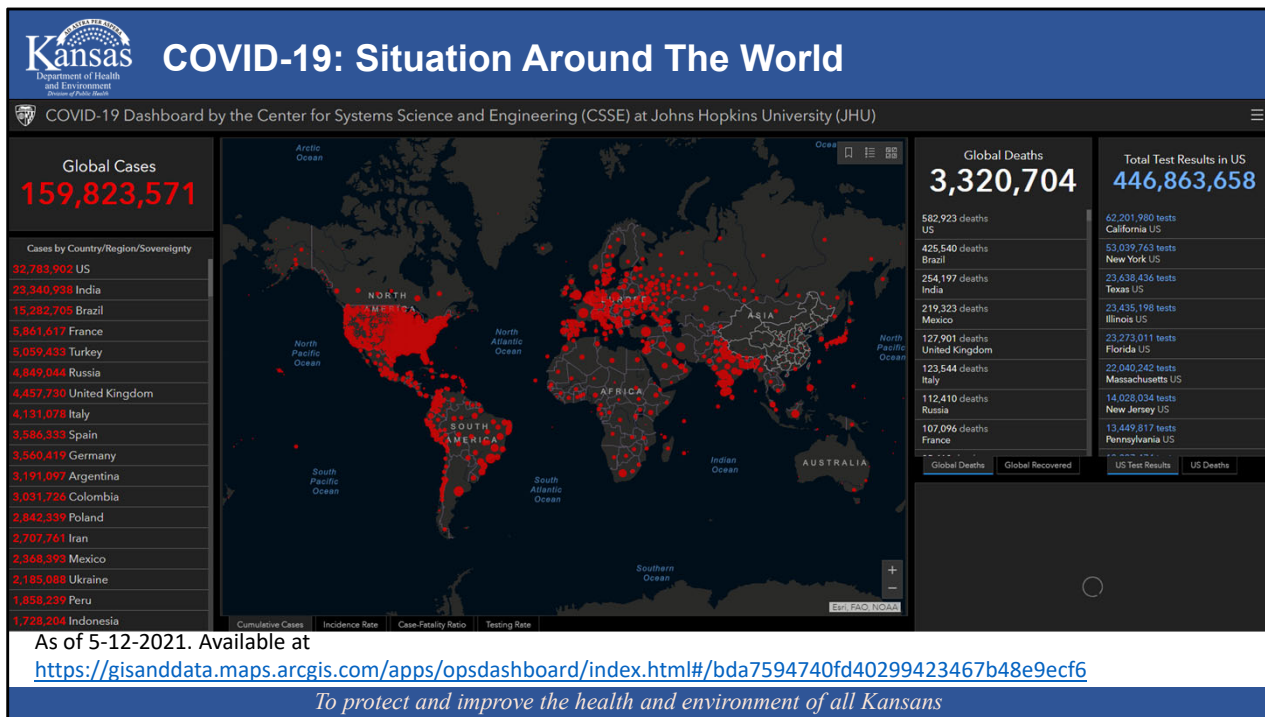 AD ASTRA PER ASPERA
Kansas
Department of Health
and Environment
Division of Public Health
COVID-19: Situation Around The World
COVID-19 Dashboard by the Center for Systems Science and Engineering (CSSE) at Johns Hopkins University (JHU)
Global Cases
159,823,571
Cases by Country/Region/Sovereignty
32,783,902 US
23,340,938 India
15,282,705 Brazil
5,861,617 France
5,059,433 Turkey
4,849,044 Russia
4,457,730 United Kingdom
4,131,078 Italy
3,586,333 Spain
3,560,419 Germany
3,191,097 Argentina
3,031,726 Colombia
2,842,339 Poland
2,707,761 Iran
2,368,393 Mexico
2,185,088 Ukraine
1,858,239 Peru
1,728,204 Indonesia
Arctic
Ocean
NORTH
AMERICA
EUROPE
ASIA
North
Pacific
Ocean
North
Atlantic
Ocean
North
Pacific
Ocean
AFRICA
SOUTH
AMERICA
Indian
Ocean
AUSTRALIA
South
Pacific
Ocean
South
Atlantic
Ocean
Southern
Ocean
+
−
Esri, FAO, NOAA
Cumulative Cases
Incidence Rate
Case-Fatality Ratio
Testing Rate
Global Deaths
3,320,704
582,923 deaths
US
425,540 deaths
Brazil
254,197 deaths
India
219,323 deaths
Mexico
127,901 deaths
United Kingdom
123,544 deaths
Italy
112,410 deaths
Russia
107,096 deaths
France
Global Deaths
Global Recovered
Total Test Results in US
446,863,658
62,201,980 tests
California US
53,039,763 tests
New York US
23,638,436 tests
Texas US
23,435,198 tests
Illinois US
23,273,011 tests
Florida US
22,040,242 tests
Massachusetts US
14,028,034 tests
New Jersey US
13,449,817 tests
Pennsylvania US
US Test Results
US Deaths
As of 5-12-2021. Available at
https://gisanddata.maps.arcgis.com/apps/opsdashboard/index.html#/bda7594740fd40299423467b48e9ecf6
To protect and improve the health and environment of all Kansans